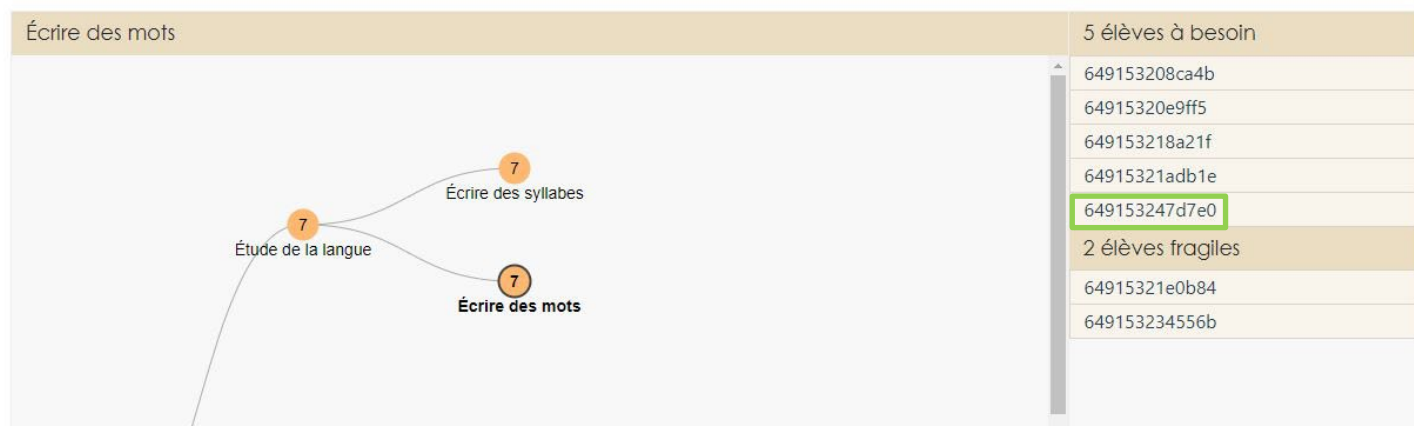 Écrire des mots
7
Écrire des syllabes
7
Étude de la langue
7
Écrire des mots
5 élèves à besoin
649153208ca4b
64915320e9ff5
649153218a21f
64915321adb1e
649153247d7e0
2 élèves fragiles
64915321e0b84
649153234556b